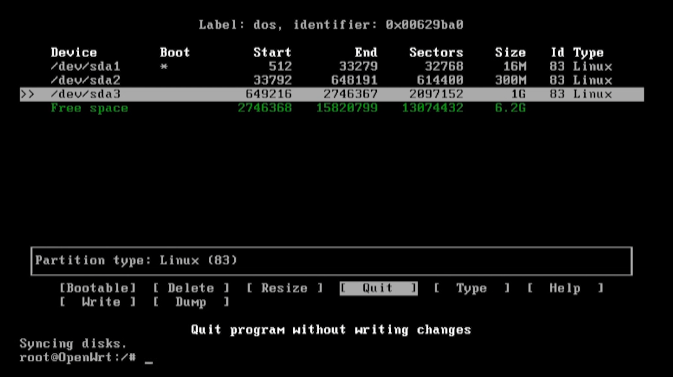 Label: dos, identifier: 0x00629ba0
Device Boot Start End Sectors Size Id Type
/dev/sda1 * 512 33279 32768 16M 83 Linux
/dev/sda2 33792 648191 614400 300M 83 Linux
>> /dev/sda3 649216 2746367 2097152 1G 83 Linux
Free space 2746368 15820799 13074432 6.2G
Partition type: Linux (83)
[Bootable] [ Delete ] [ Resize ] [ Quit ] [ Type ] [ Help ]
[ Write ] [ Dump ]
Quit program without writing changes
Syncing disks.
root@OpenWrt:/# _